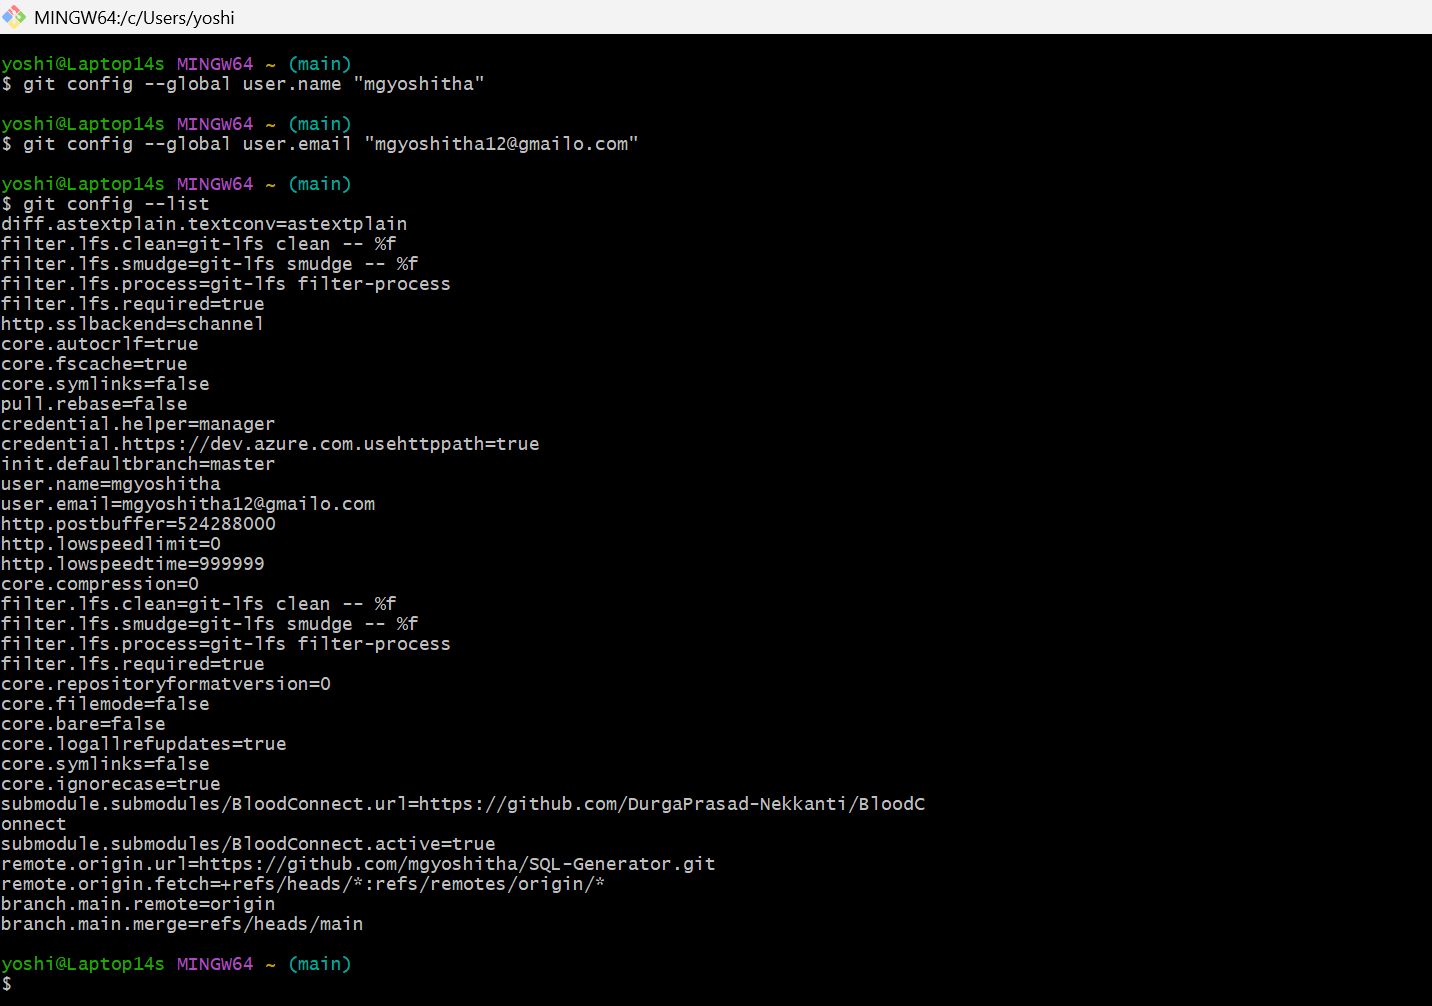 MINGW64:/c/Users/yoshi
yoshi@Laptop14s MINGW64 ~ (main)
$ git config --global user.name "mgyoshitha"
yoshi@Laptop14s MINGW64 ~ (main)
$ git config --global user.email "mgyoshitha12@gmailo.com"
yoshi@Laptop14s MINGW64 ~ (main)
$ git config --list
diff.astextplain.textconv=astextplain
filter.lfs.clean=git-lfs clean -- %f
filter.lfs.smudge=git-lfs smudge -- %f
filter.lfs.process=git-lfs filter-process
filter.lfs.required=true
http.sslbackend=schannel
core.autocrlf=true
core.fscache=true
core.symlinks=false
pull.rebase=false
credential.helper=manager
credential.https://dev.azure.com.usehttppath=true
init.defaultbranch=master
user.name=mgyoshitha
user.email=mgyoshitha12@gmailo.com
http.postbuffer=524288000
http.lowspeedlimit=0
http.lowspeedtime=999999
core.compression=0
filter.lfs.clean=git-lfs clean -- %f
filter.lfs.smudge=git-lfs smudge -- %f
filter.lfs.process=git-lfs filter-process
filter.lfs.required=true
core.repositoryformatversion=0
core.filemode=false
core.bare=false
core.logallrefupdates=true
core.symlinks=false
core.ignorecase=true
submodule.submodules/BloodConnect.url=https://github.com/DurgaPrasad-Nekkanti/BloodC
onnect
submodule.submodules/BloodConnect.active=true
remote.origin.url=https://github.com/mgyoshitha/SQL-Generator.git
remote.origin.fetch=+refs/heads/*:refs/remotes/origin/*
branch.main.remote=origin
branch.main.merge=refs/heads/main
yoshi@Laptop14s MINGW64 ~ (main)
$